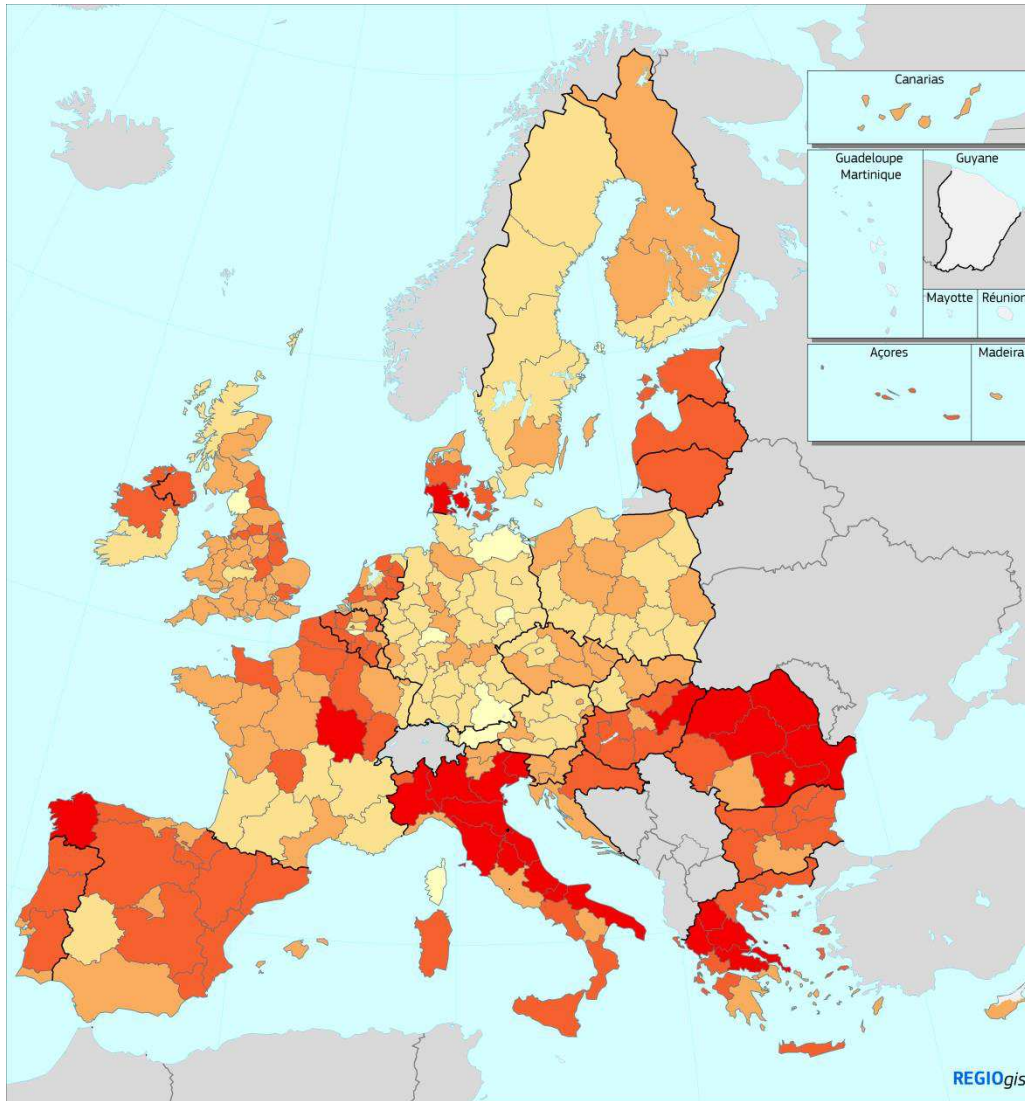 Canarias
Guadeloupe
Martinique
Guyane
Mayotte
Réunion
Açores
Madeira
REGIOgis